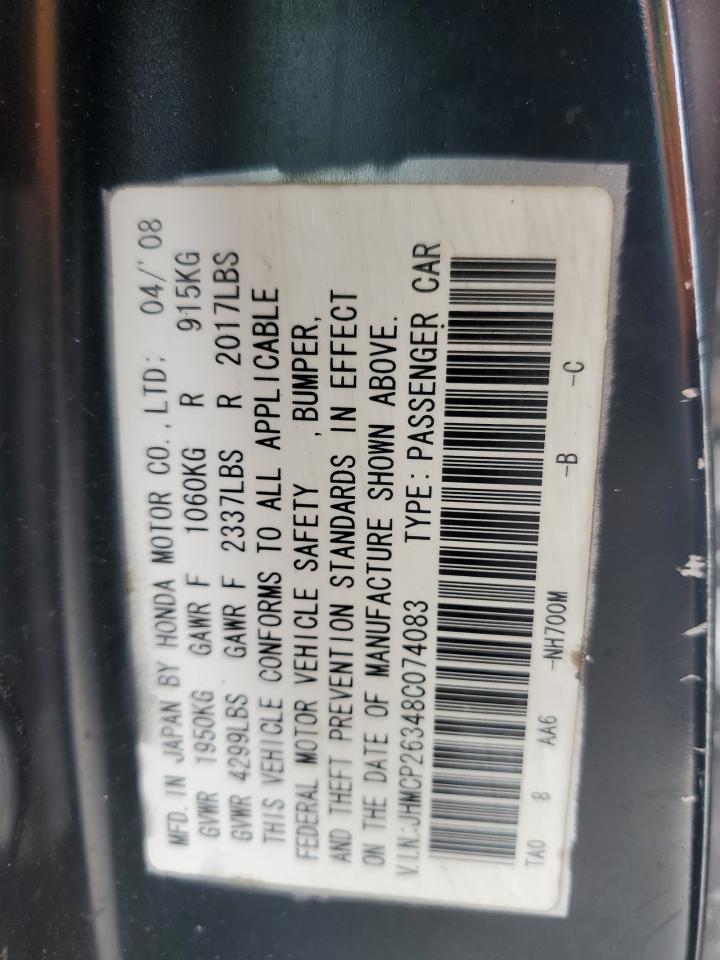 MFD. IN JAPAN BY HONDA MOTOR CO.,LTD: 04/'08
GVWR 1950KG GAWR F 1060KG R 915KG
GVWR 4299LBS GAWR F 2337LBS R 2017LBS
THIS VEHICLE CONFORMS TO ALL APPLICABLE
FEDERAL MOTOR VEHICLE SAFETY ,BUMPER,
AND THEFT PREVENTION STANDARDS IN EFFECT
ON THE DATE OF MANUFACTURE SHOWN ABOVE.
V.I.N.:JHMCP26348C074083 TYPE:PASSENGER CAR
TA0 8 AA6 -NH700M -B -C